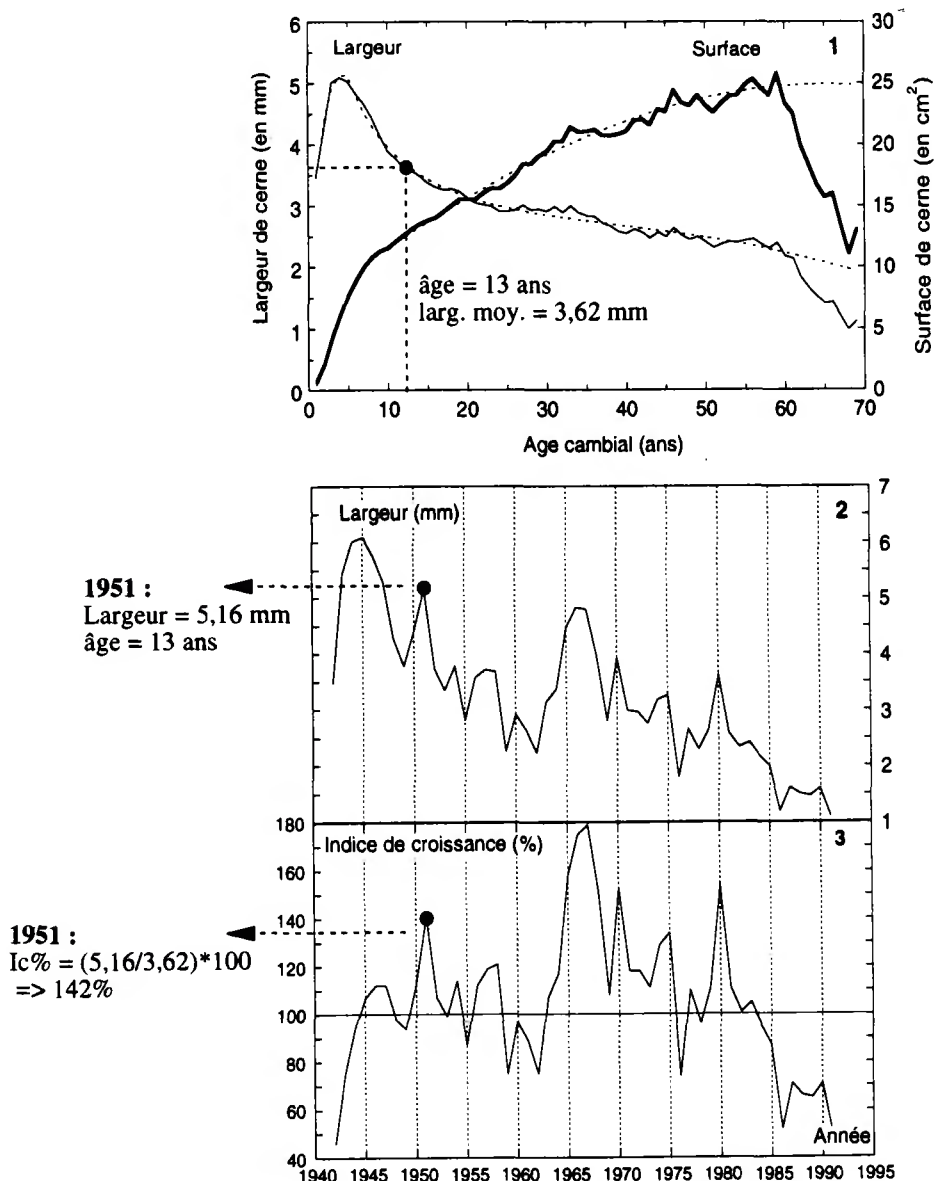 6
5
4
3
2
1
0
Largeur de cerne (en mm)
Largeur
Surface
1
30
25
20
15
10
5
0
Surface de cerne (en cm²)
âge = 13 ans
larg. moy. = 3,62 mm
0 10 20 30 40 50 60 70
Age cambial (ans)
Largeur (mm)
2
7
6
5
4
3
2
1
1951 :
Largeur = 5,16 mm
âge = 13 ans
Indice de croissance (%)
3
180
160
140
120
100
80
60
40
1951 :
Ic% = (5,16/3,62)*100
=> 142%
Année
1940 1945 1950 1955 1960 1965 1970 1975 1980 1985 1990 1995